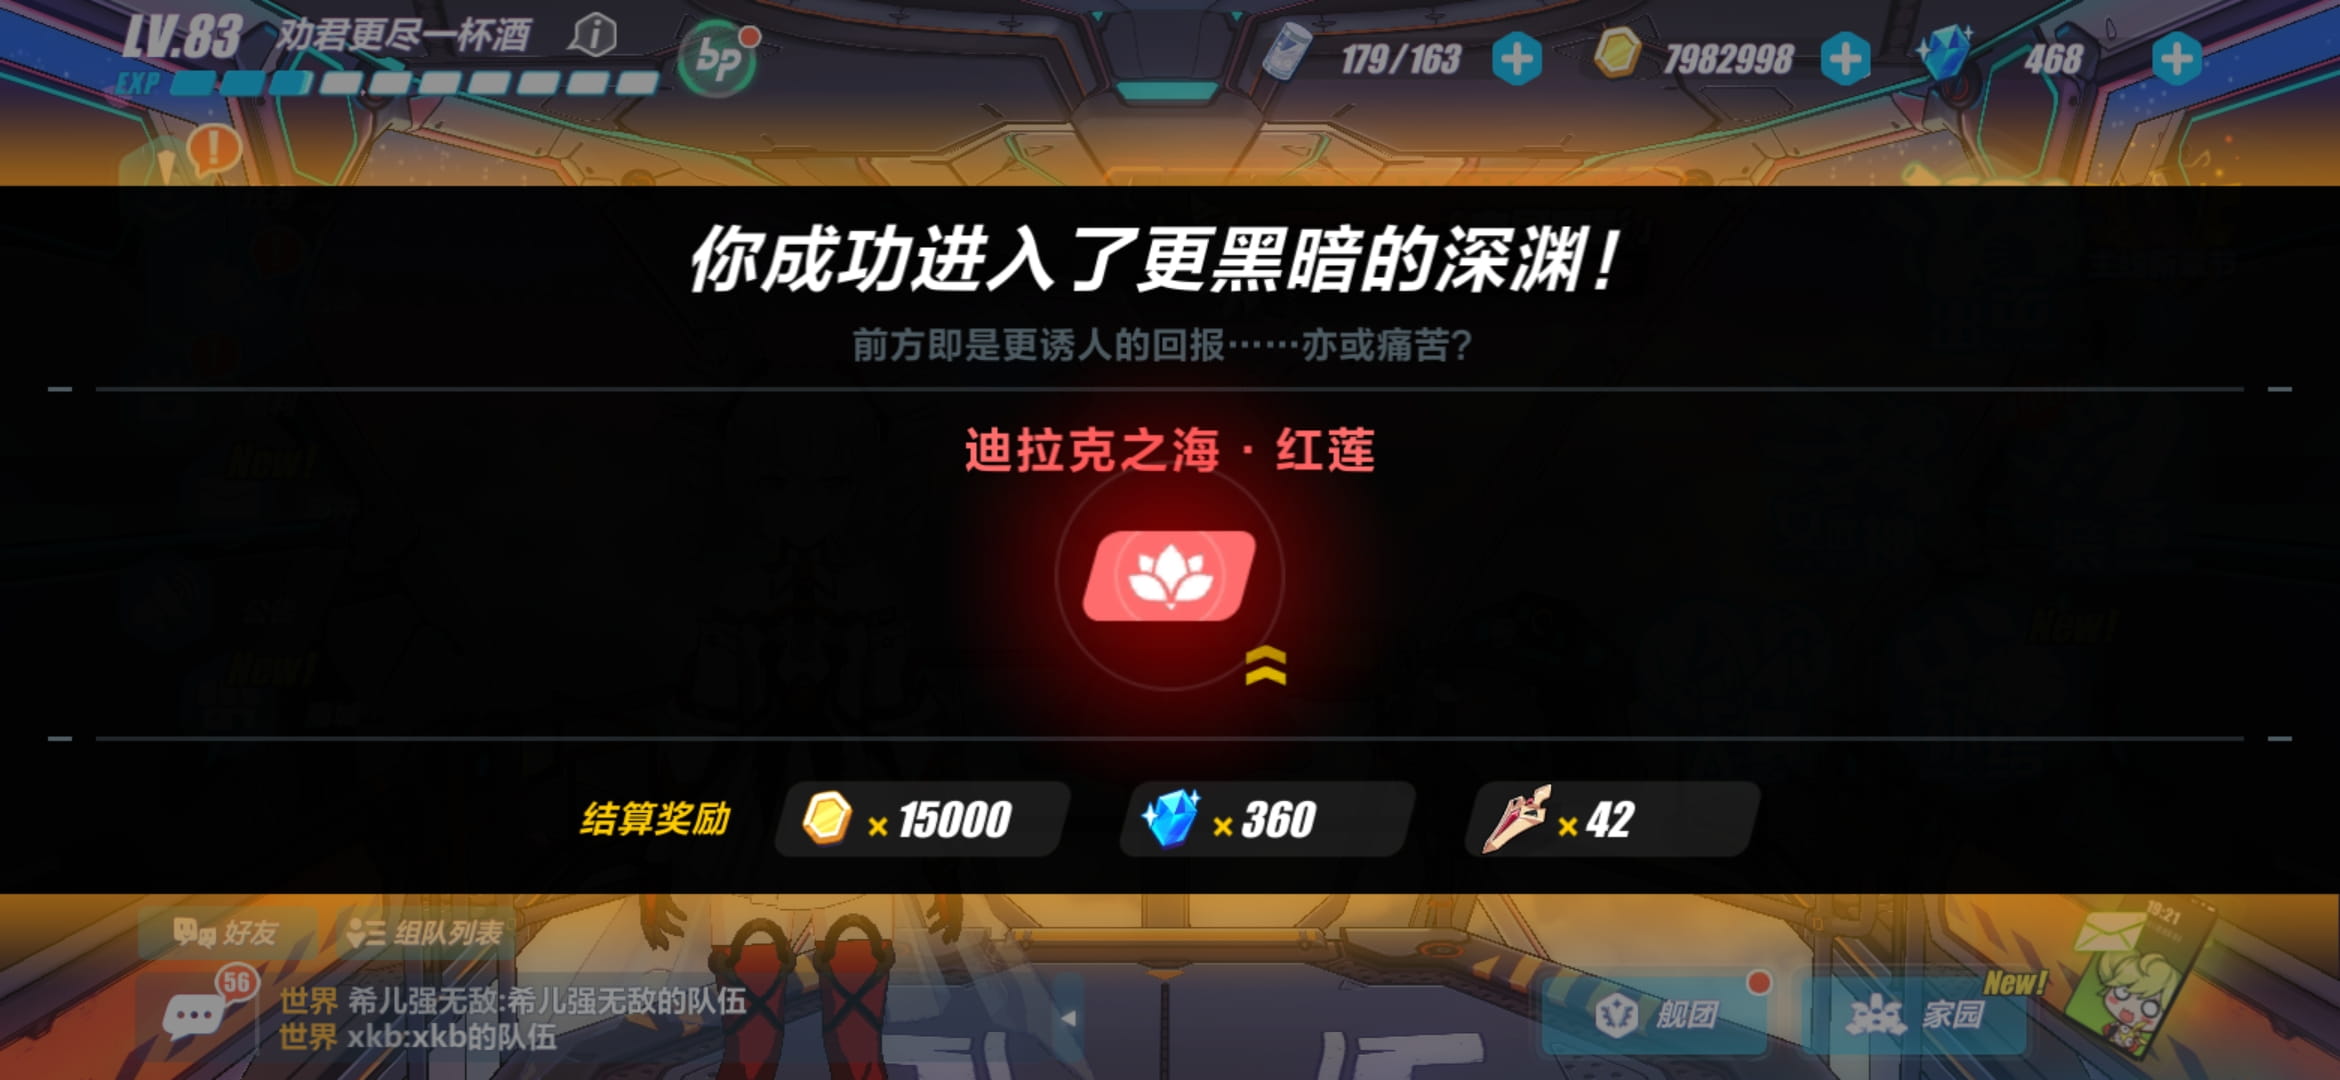 LV.83 劝君更尽一杯酒 i bp 179/163 7982998 468
EXP
你成功进入了更黑暗的深渊!
前方即是更诱人的回报……亦或痛苦?
迪拉克之海·红莲
结算奖励 ×15000 ×360 ×42
好友 组队列表
56
世界 希儿强无敌:希儿强无敌的队伍
世界 xkb:xkb的队伍
舰团
家园
New!
19:21
New!
New!
New!